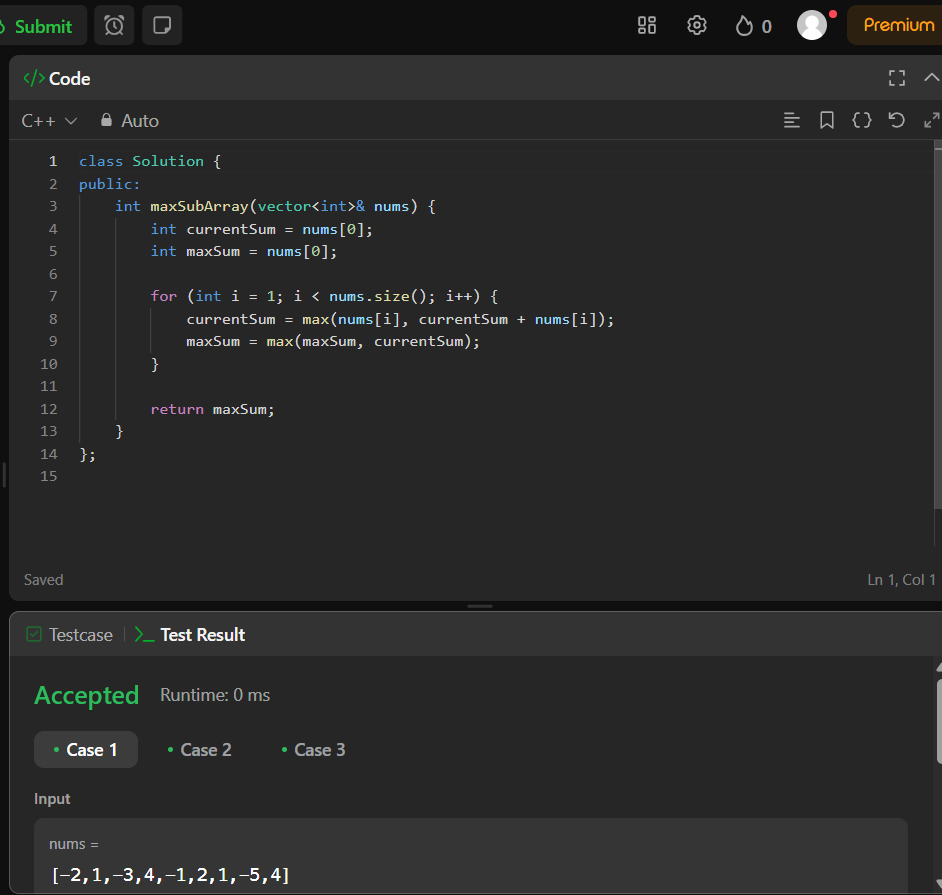 Submit 0 Premium
</> Code
C++ Auto
1 class Solution {
2 public:
3     int maxSubArray(vector<int>& nums) {
4         int currentSum = nums[0];
5         int maxSum = nums[0];
6
7         for (int i = 1; i < nums.size(); i++) {
8             currentSum = max(nums[i], currentSum + nums[i]);
9             maxSum = max(maxSum, currentSum);
10         }
11
12         return maxSum;
13     }
14 };
15
Saved Ln 1, Col 1
Testcase >_ Test Result
Accepted Runtime: 0 ms
• Case 1 • Case 2 • Case 3
Input
nums =
[-2,1,-3,4,-1,2,1,-5,4]